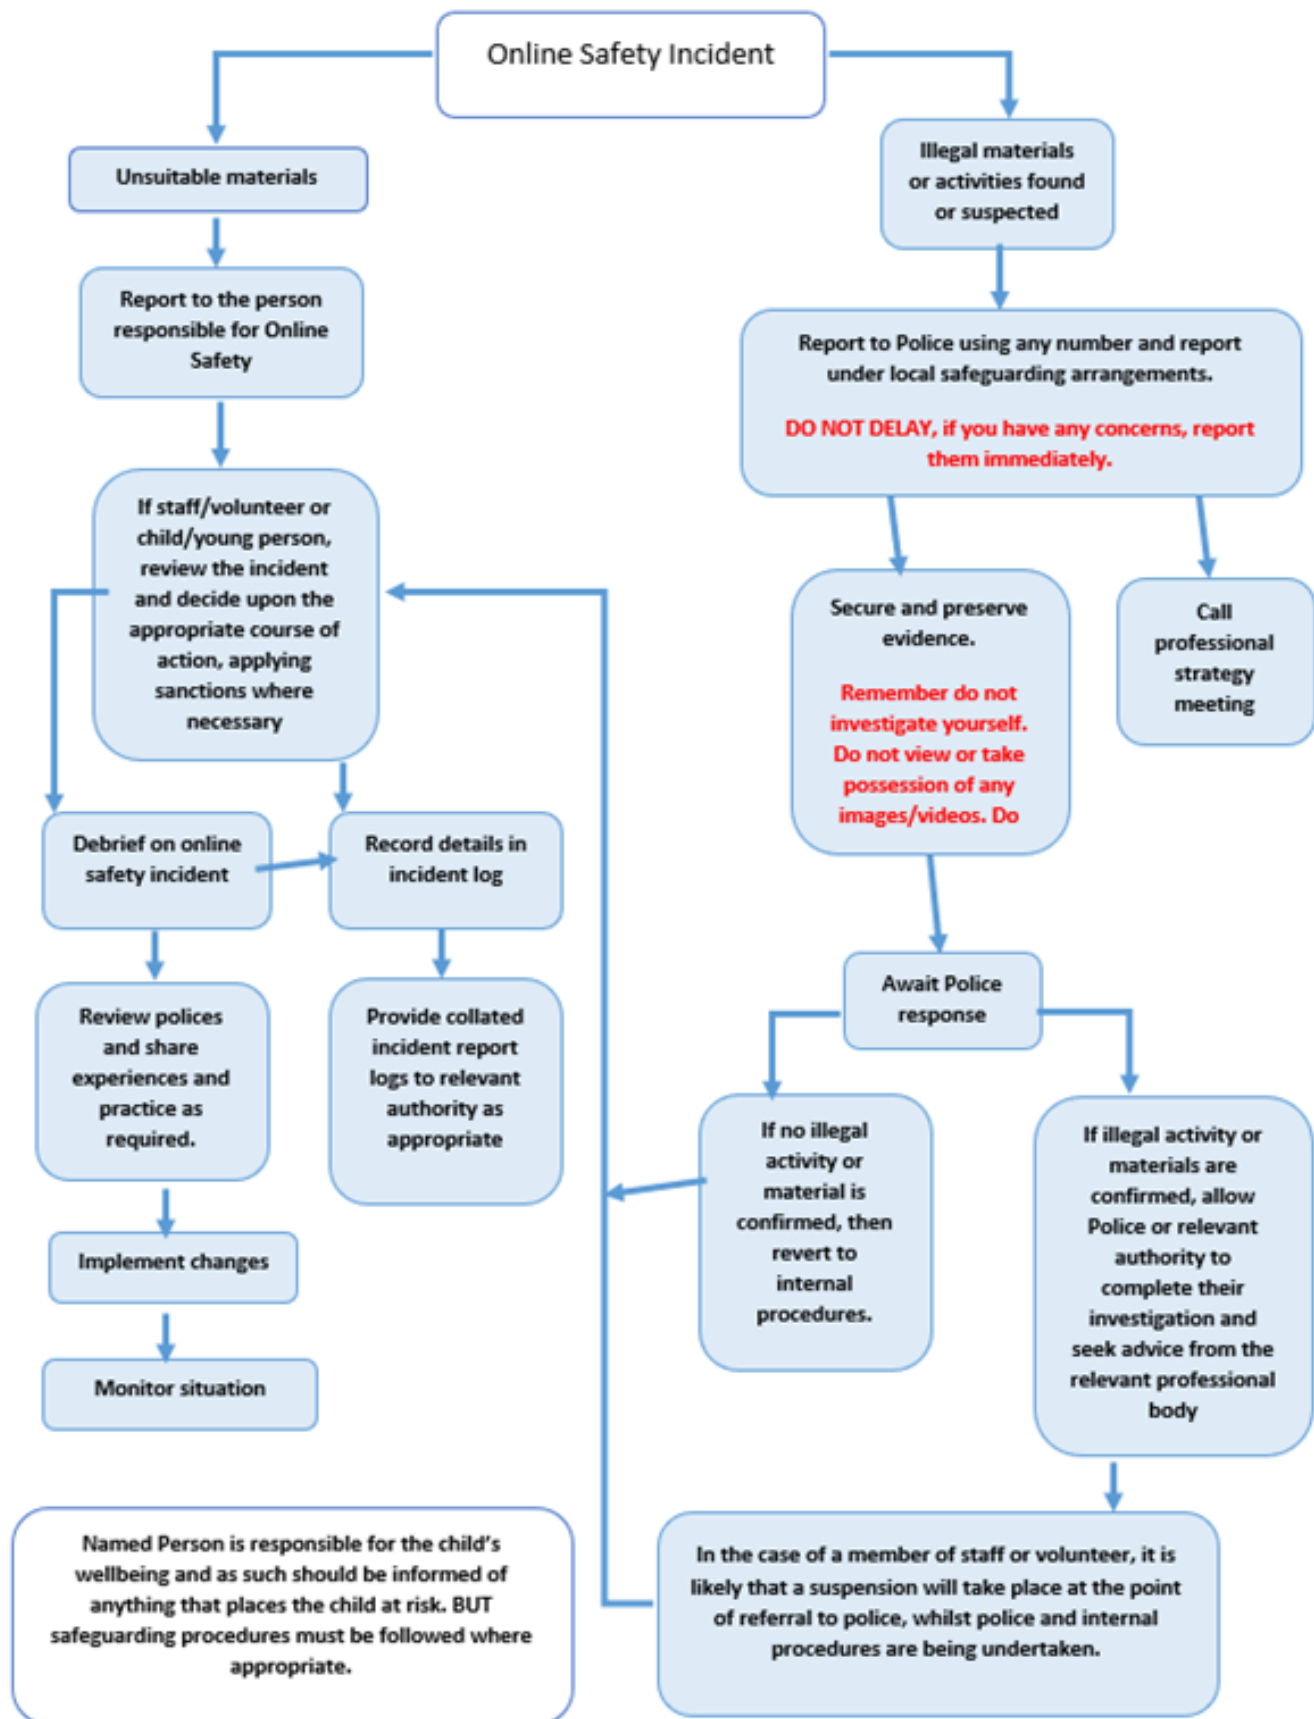 Online Safety Incident
Unsuitable materials
Report to the person
responsible for Online
Safety
If staff/volunteer or
child/young person,
review the incident
and decide upon the
appropriate course of
action, applying
sanctions where
necessary
Debrief on online
safety incident
Record details in
incident log
Review polices
and share
experiences and
practice as
required.
Provide collated
incident report
logs to relevant
authority as
appropriate
Implement changes
Monitor situation
Named Person is responsible for the child’s
wellbeing and as such should be informed of
anything that places the child at risk. BUT
safeguarding procedures must be followed where
appropriate.
Illegal materials
or activities found
or suspected
Report to Police using any number and report
under local safeguarding arrangements.
DO NOT DELAY, if you have any concerns, report
them immediately.
Secure and preserve
evidence.
Remember do not
investigate yourself.
Do not view or take
possession of any
images/videos. Do
Call
professional
strategy
meeting
Await Police
response
If no illegal
activity or
material is
confirmed, then
revert to
internal
procedures.
If illegal activity or
materials are
confirmed, allow
Police or relevant
authority to
complete their
investigation and
seek advice from the
relevant professional
body
In the case of a member of staff or volunteer, it is
likely that a suspension will take place at the point
of referral to police, whilst police and internal
procedures are being undertaken.